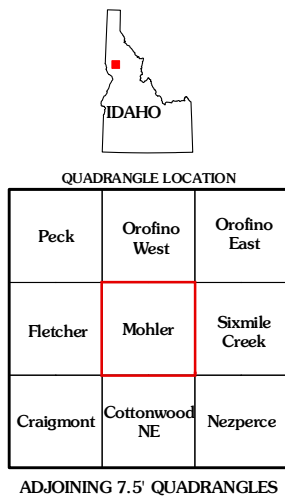 IDAHO
QUADRANGLE LOCATION
Peck
Orofino
West
Orofino
East
Fletcher
Mohler
Sixmile
Creek
Craigmont
Cottonwood
NE
Nezperce
ADJOINING 7.5' QUADRANGLES